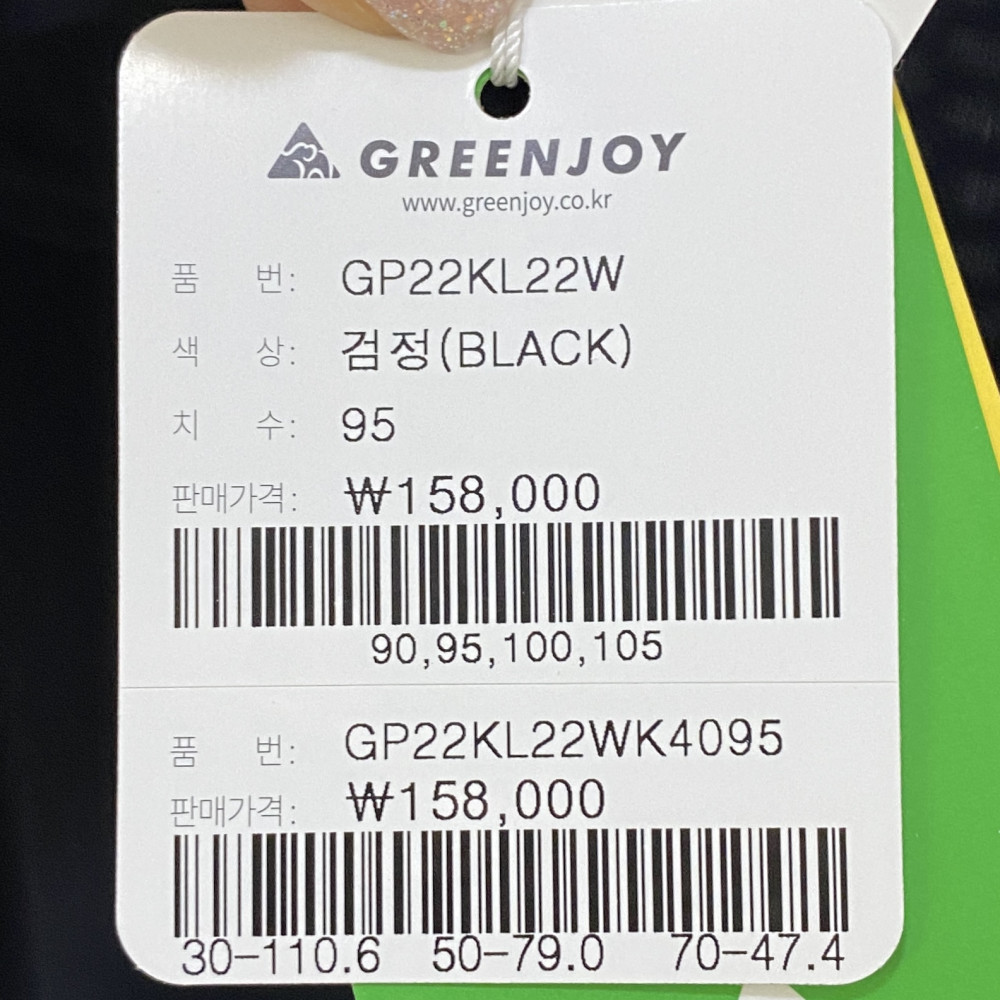 GREENJOY
www.greenjoy.co.kr
품 번: GP22KL22W
색 상: 검정(BLACK)
치 수: 95
판매가격: ₩158,000
90,95,100,105
품 번: GP22KL22WK4095
판매가격: ₩158,000
30-110.6 50-79.0 70-47.4